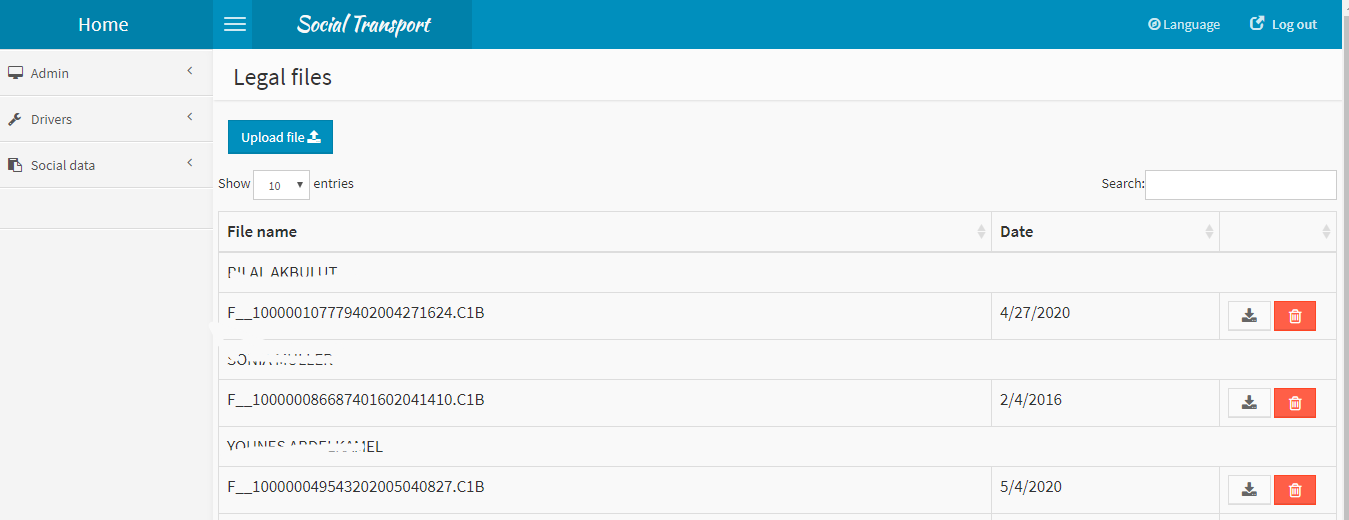 Home
Social Transport
Language
Log out
Admin
Drivers
Social data
Legal files
Upload file
Show 10 entries
Search:
File name
Date
AKBULUT
F__100000107779402004271624.C1B
4/27/2020
SONIA MULLER
F__100000086687401602041410.C1B
2/4/2016
YOUNES ABDELKAMEL
F__100000049543202005040827.C1B
5/4/2020